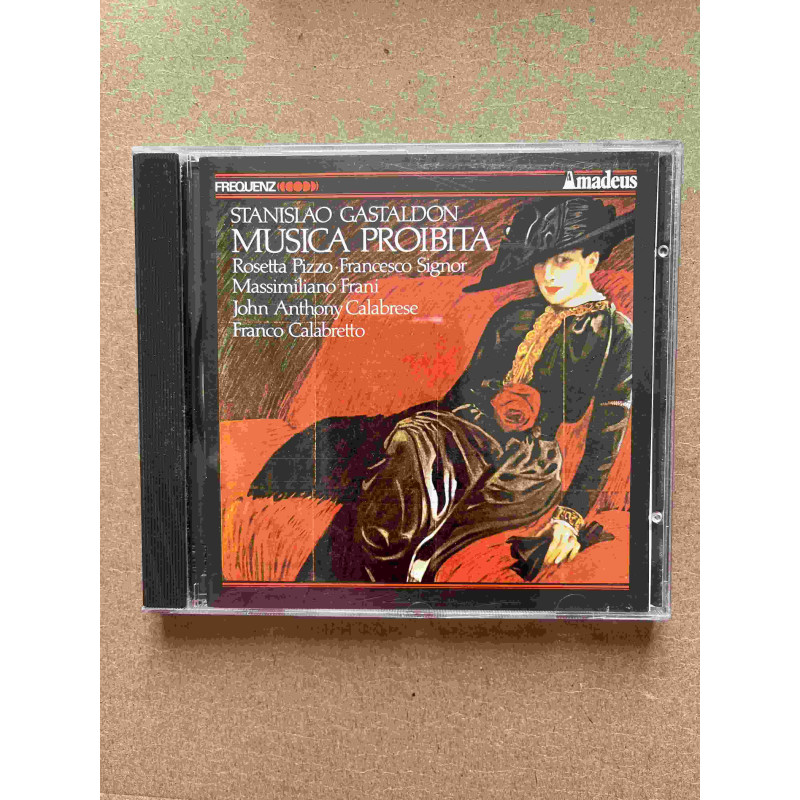 FREQUENZ
Amadeus
STANISLAO GASTALDON
MUSICA PROIBITA
Rosetta Pizzo · Francesco Signor
Massimiliano Frani
John Anthony Calabrese
Franco Calabretto